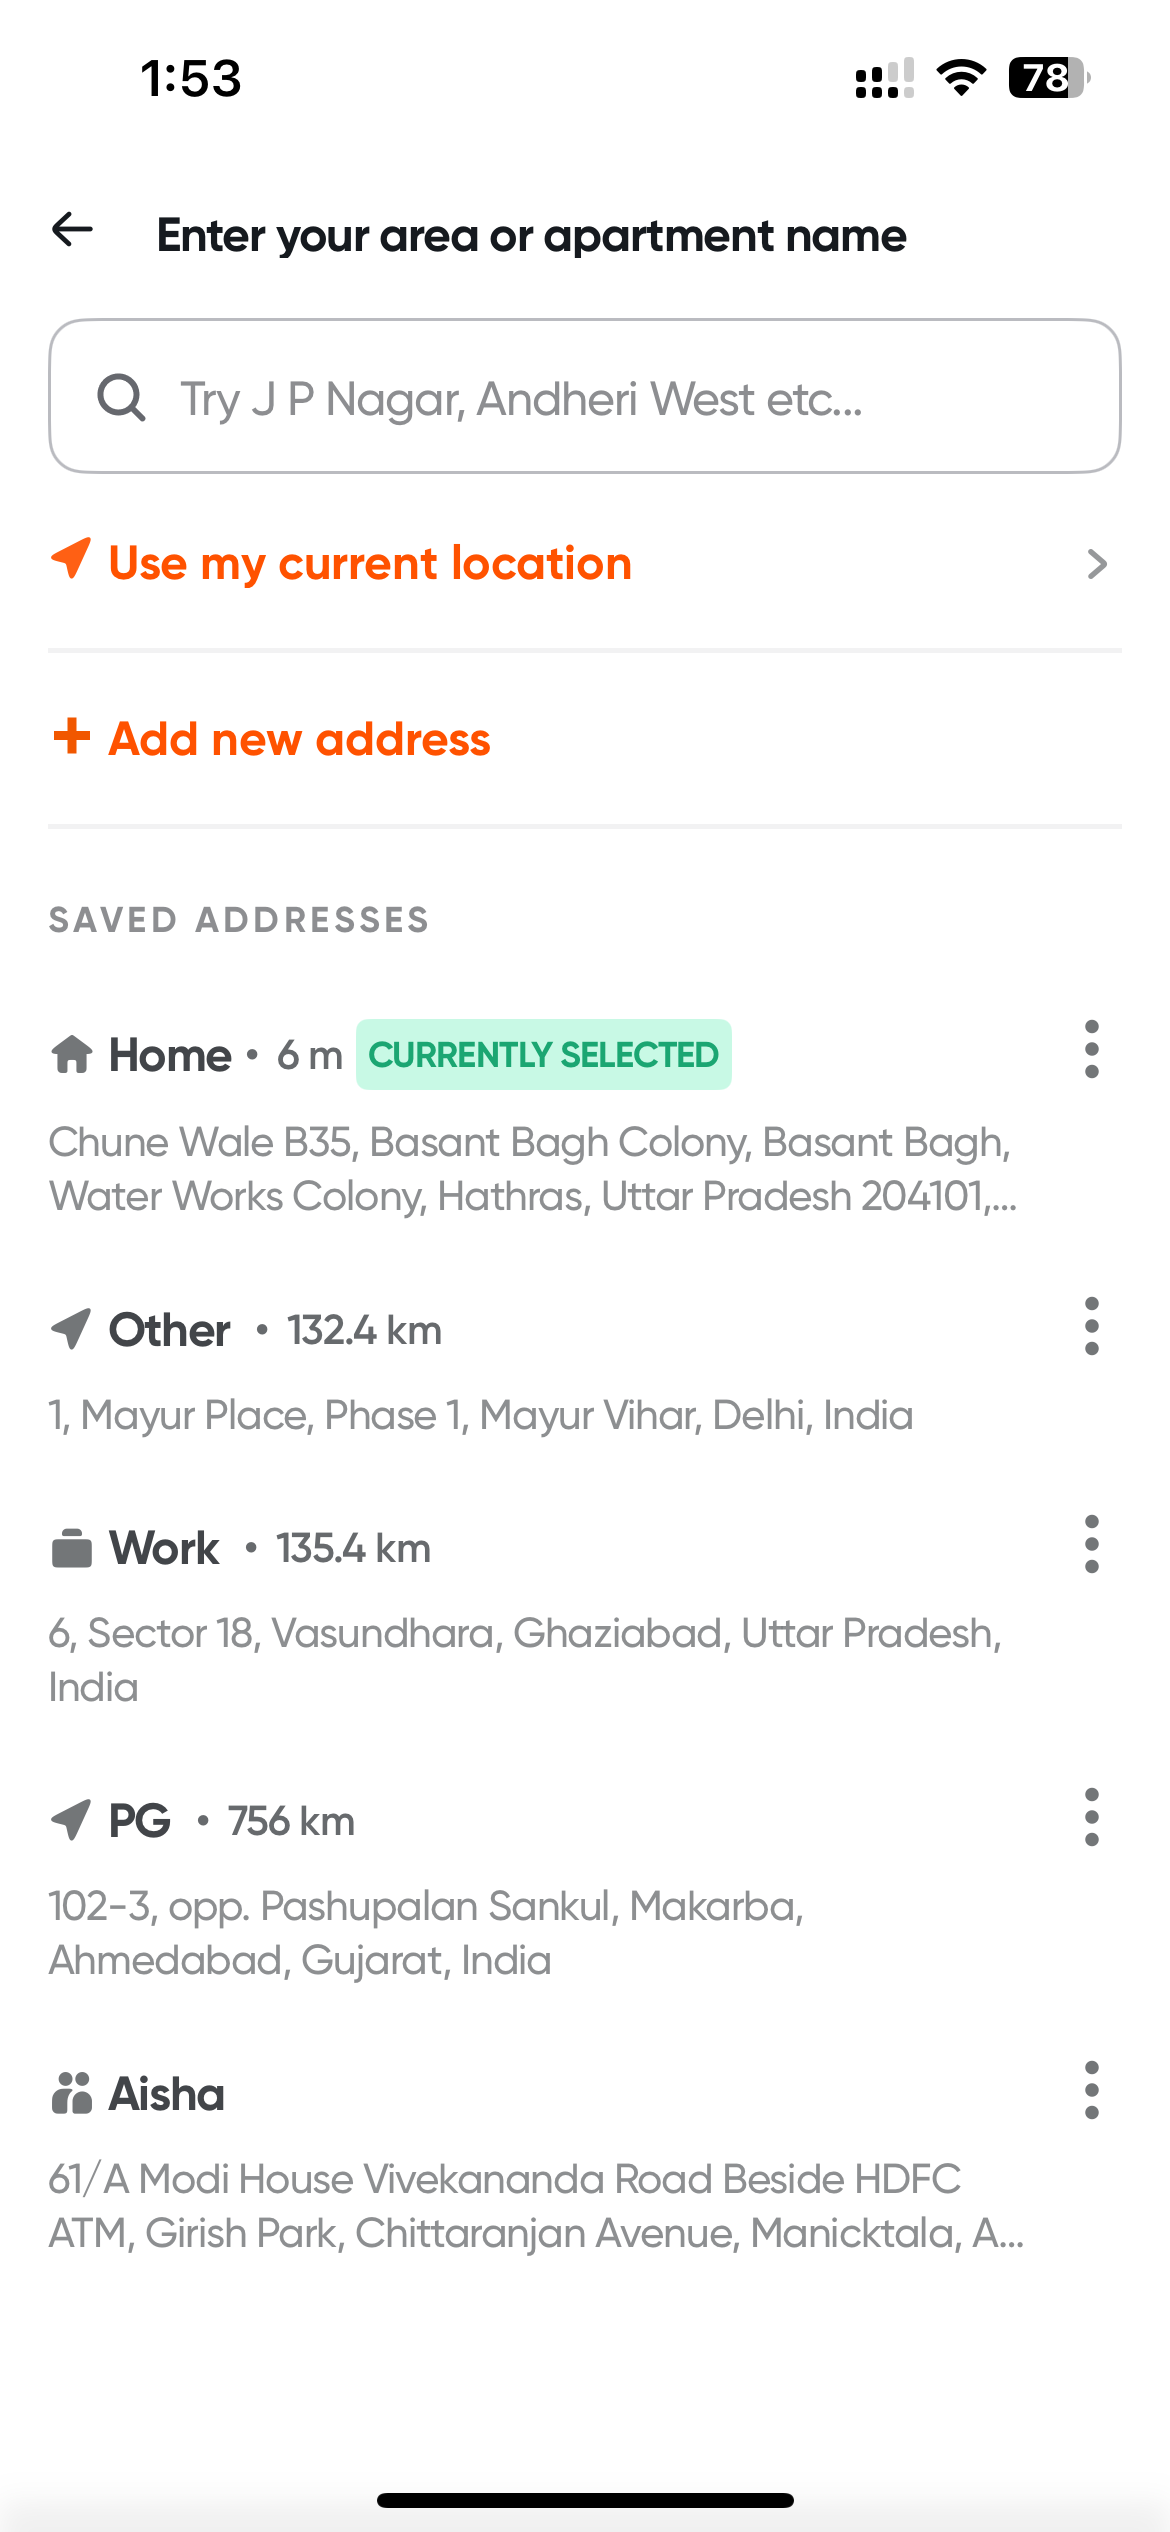 1:53
78
Enter your area or apartment name
Try J P Nagar, Andheri West etc...
Use my current location
Add new address
SAVED ADDRESSES
Home • 6 m CURRENTLY SELECTED
Chune Wale B35, Basant Bagh Colony, Basant Bagh,
Water Works Colony, Hathras, Uttar Pradesh 204101,...
Other • 132.4 km
1, Mayur Place, Phase 1, Mayur Vihar, Delhi, India
Work • 135.4 km
6, Sector 18, Vasundhara, Ghaziabad, Uttar Pradesh,
India
PG • 756 km
102-3, opp. Pashupalan Sankul, Makarba,
Ahmedabad, Gujarat, India
Aisha
61/A Modi House Vivekananda Road Beside HDFC
ATM, Girish Park, Chittaranjan Avenue, Manicktala, A...